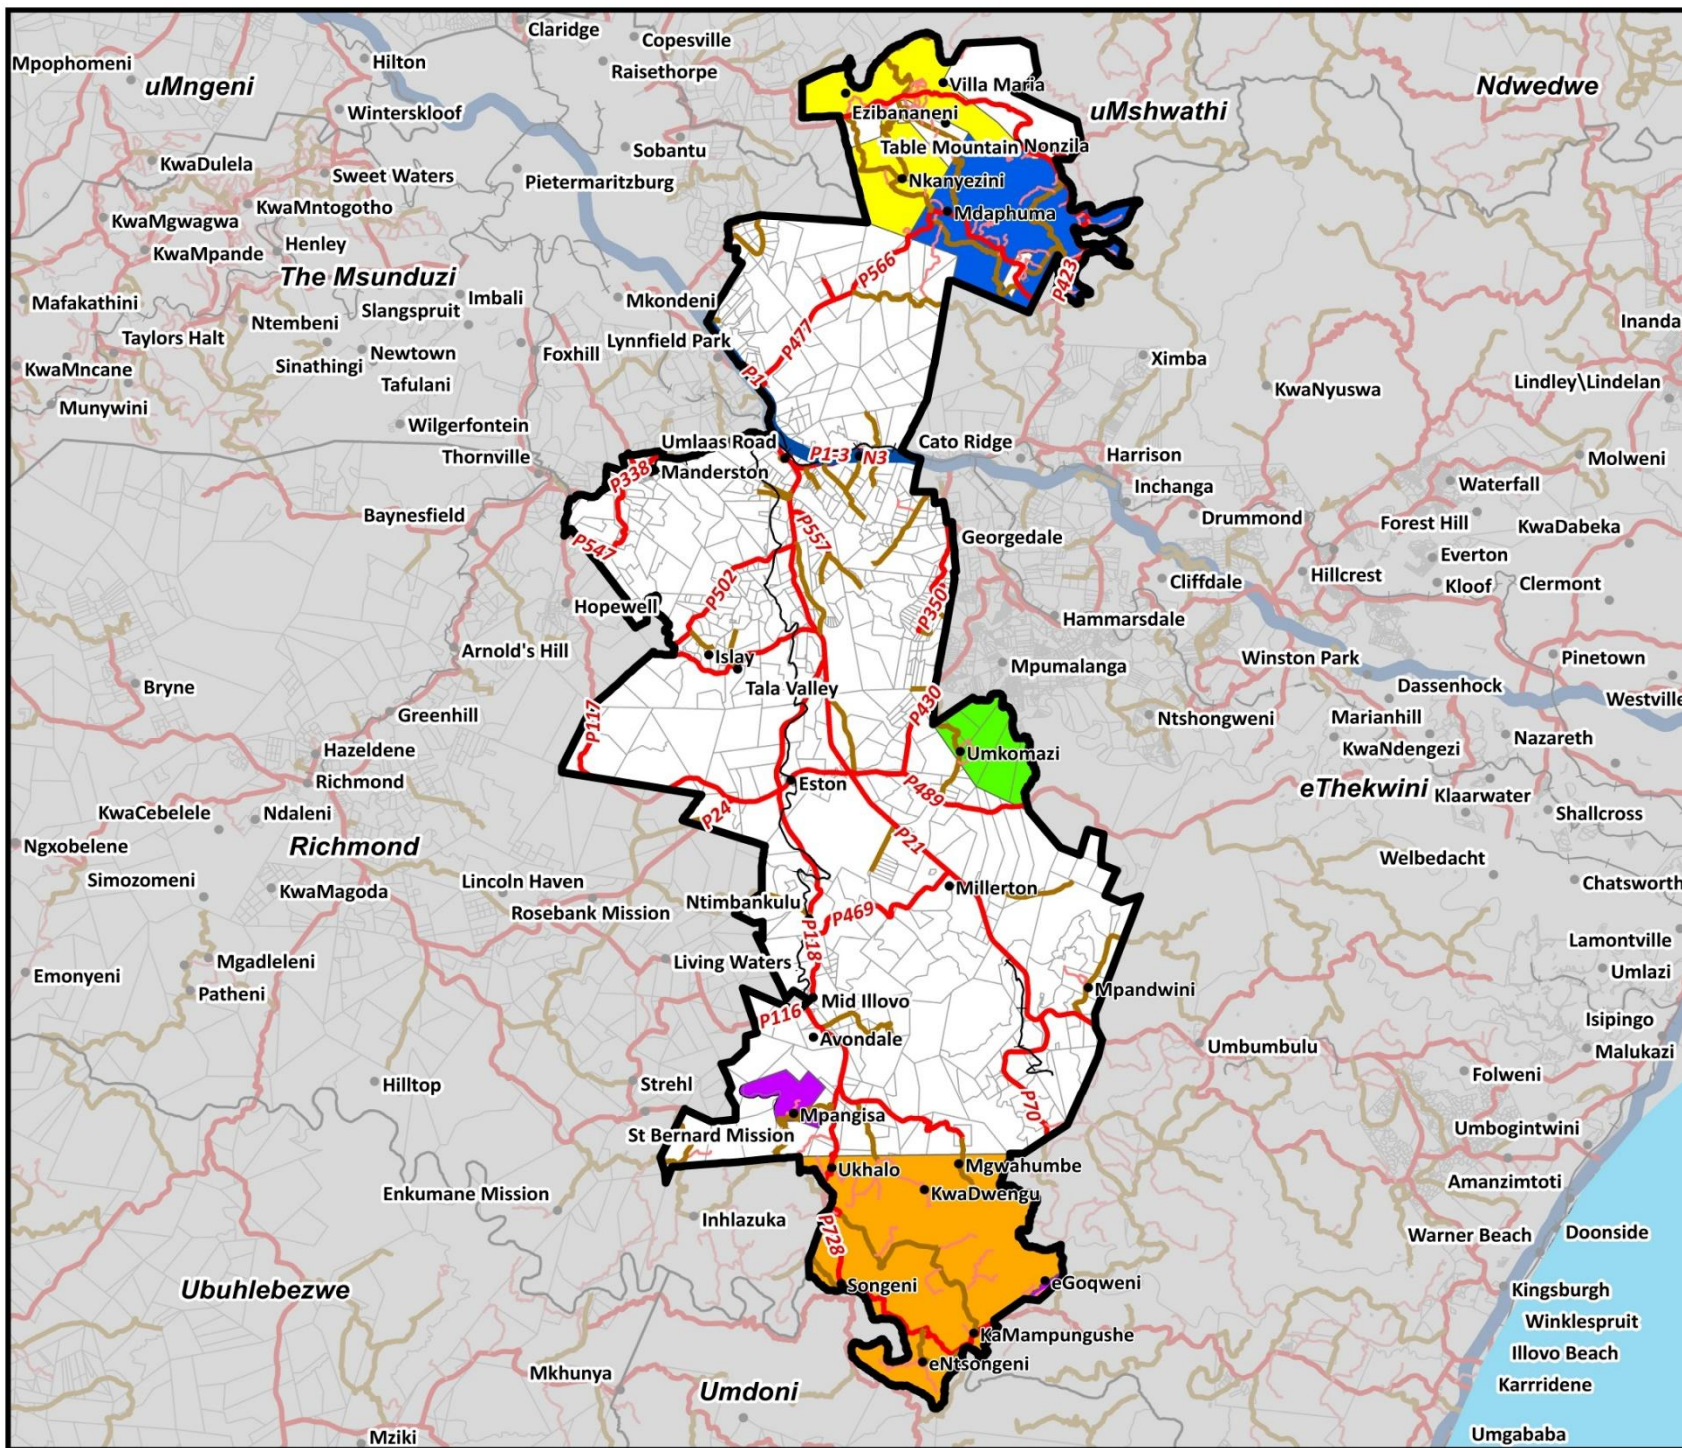 Claridge
Copesville
Mpophomeni
Hilton
Raisethorpe
uMngeni
Villa Maria
Ndwedwe
Winterskloof
Ezibananeni
uMshwathi
Sobantu
Table Mountain
Nonzila
KwaDulela
Sweet Waters
Pietermaritzburg
Nkanyezini
KwaMntogotho
Mdaphuma
KwaMgwagwa
Henley
KwaMpande
The Msunduzi
P566
P423
Mafakathini
Imbali
Mkondeni
Slangspruit
Ntembeni
Inanda
Taylors Halt
Lynnfield Park
P477
Newtown
Foxhill
Ximba
Sinathingi
KwaMncane
P1
Tafulani
KwaNyuswa
Lindley\Lindelan
Munywini
Wilgerfontein
Umlaas Road
P1-3
N3
Cato Ridge
Thornville
Harrison
Molweni
P338
Manderston
Inchanga
Waterfall
Baynesfield
Drummond
Forest Hill
KwaDabeka
P547
P557
Georgedale
Everton
Cliffdale
Hillcrest
Kloof
Clermont
P502
Hopewell
P350
Hammarsdale
Arnold's Hill
Islay
Mpumalanga
Winston Park
Pinetown
Bryne
Tala Valley
Dassenhock
Westville
P117
P430
Greenhill
Ntshongweni
Marianhill
Hazeldene
Umkomazi
KwaNdengezi
Nazareth
Richmond
Eston
P489
eThekwini
Klaarwater
KwaCebelele
Ndaleni
P24
Shallcross
Ngxobelene
Richmond
P21
Welbedacht
Simozomeni
KwaMagoda
Lincoln Haven
Millerton
Chatsworth
Ntimbankulu
Rosebank Mission
P469
P118
Lamontville
Emonyeni
Mgadleleni
Living Waters
Umlazi
Patheni
Mpandwini
Mid Illovo
P116
Isipingo
Avondale
Umbumbulu
Malukazi
Hilltop
Strehl
Folweni
P70
Mpangisa
St Bernard Mission
Umbogintwini
Ukhalo
Mgwahumbe
Enkumane Mission
KwaDwengu
Amanzimtoti
Inhlazuka
P728
Warner Beach
Doonside
Ubuhlebezwe
Songeni
eGoqweni
Kingsburgh
Winklespruit
KaMampungushe
Illovo Beach
eNtsongeni
Mkhunya
Umdoni
Karrridene
Mziki
Umgababa